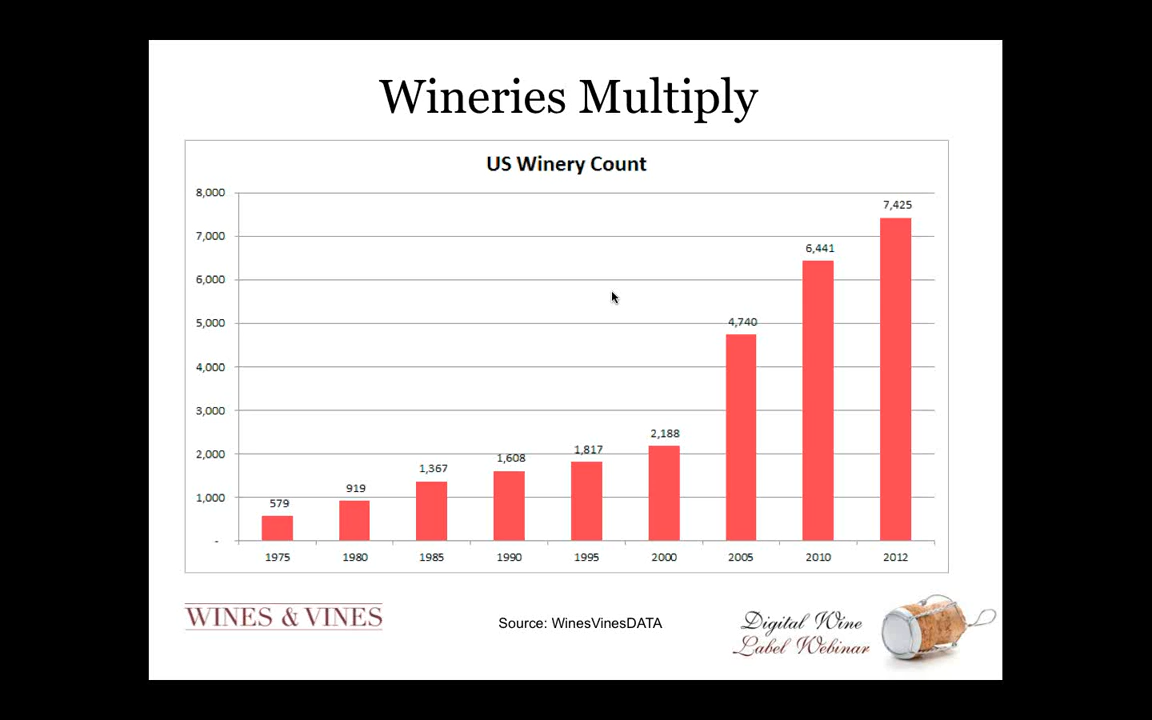 Wineries Multiply
US Winery Count
8,000
7,000
6,000
5,000
4,000
3,000
2,000
1,000
-
579
919
1,367
1,608
1,817
2,188
4,740
6,441
7,425
1975 1980 1985 1990 1995 2000 2005 2010 2012
WINES & VINES
Source: WinesVinesDATA
Digital Wine
Label Webinar